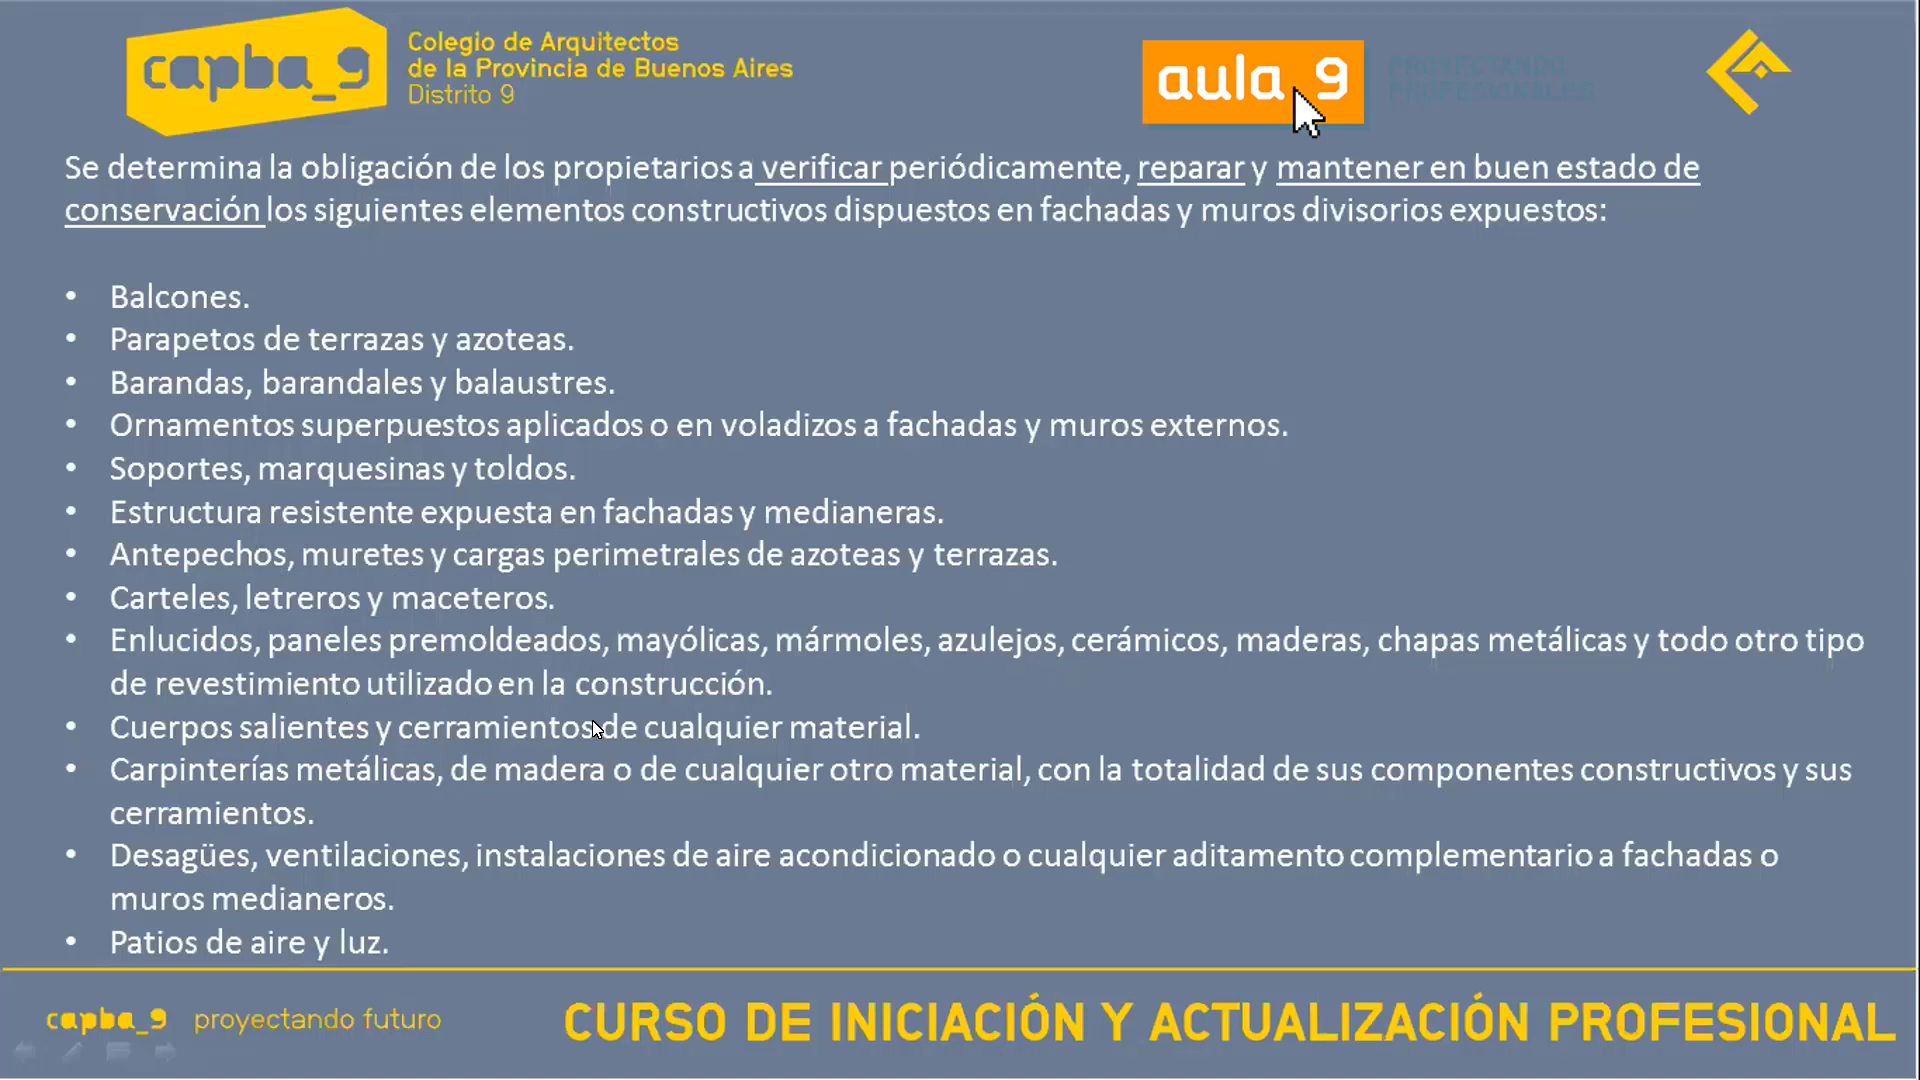 capba_9
Colegio de Arquitectos
de la Provincia de Buenos Aires
Distrito 9
aula_9
PROYECTANDO
PROFESIONALES
Se determina la obligación de los propietarios a verificar periódicamente, reparar y mantener en buen estado de
conservación los siguientes elementos constructivos dispuestos en fachadas y muros divisorios expuestos:
• Balcones.
• Parapetos de terrazas y azoteas.
• Barandas, barandales y balaustres.
• Ornamentos superpuestos aplicados o en voladizos a fachadas y muros externos.
• Soportes, marquesinas y toldos.
• Estructura resistente expuesta en fachadas y medianeras.
• Antepechos, muretes y cargas perimetrales de azoteas y terrazas.
• Carteles, letreros y maceteros.
• Enlucidos, paneles premoldeados, mayólicas, mármoles, azulejos, cerámicos, maderas, chapas metálicas y todo otro tipo
de revestimiento utilizado en la construcción.
• Cuerpos salientes y cerramientos de cualquier material.
• Carpinterías metálicas, de madera o de cualquier otro material, con la totalidad de sus componentes constructivos y sus
cerramientos.
• Desagües, ventilaciones, instalaciones de aire acondicionado o cualquier aditamento complementario a fachadas o
muros medianeros.
• Patios de aire y luz.
capba_9 proyectando futuro
CURSO DE INICIACIÓN Y ACTUALIZACIÓN PROFESIONAL